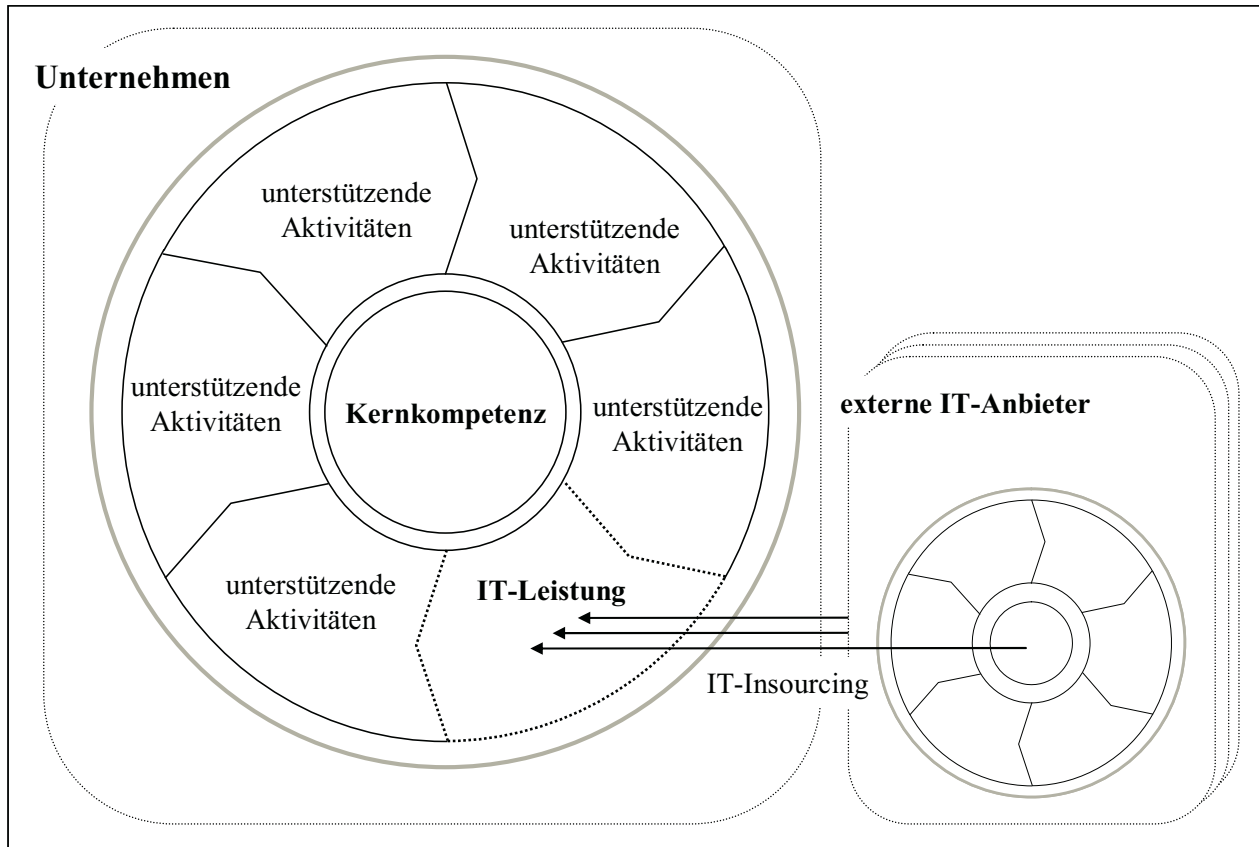 Unternehmen
unterstützende
Aktivitäten
unterstützende
Aktivitäten
unterstützende
Aktivitäten
Kernkompetenz
unterstützende
Aktivitäten
externe IT-Anbieter
unterstützende
Aktivitäten
IT-Leistung
IT-Insourcing